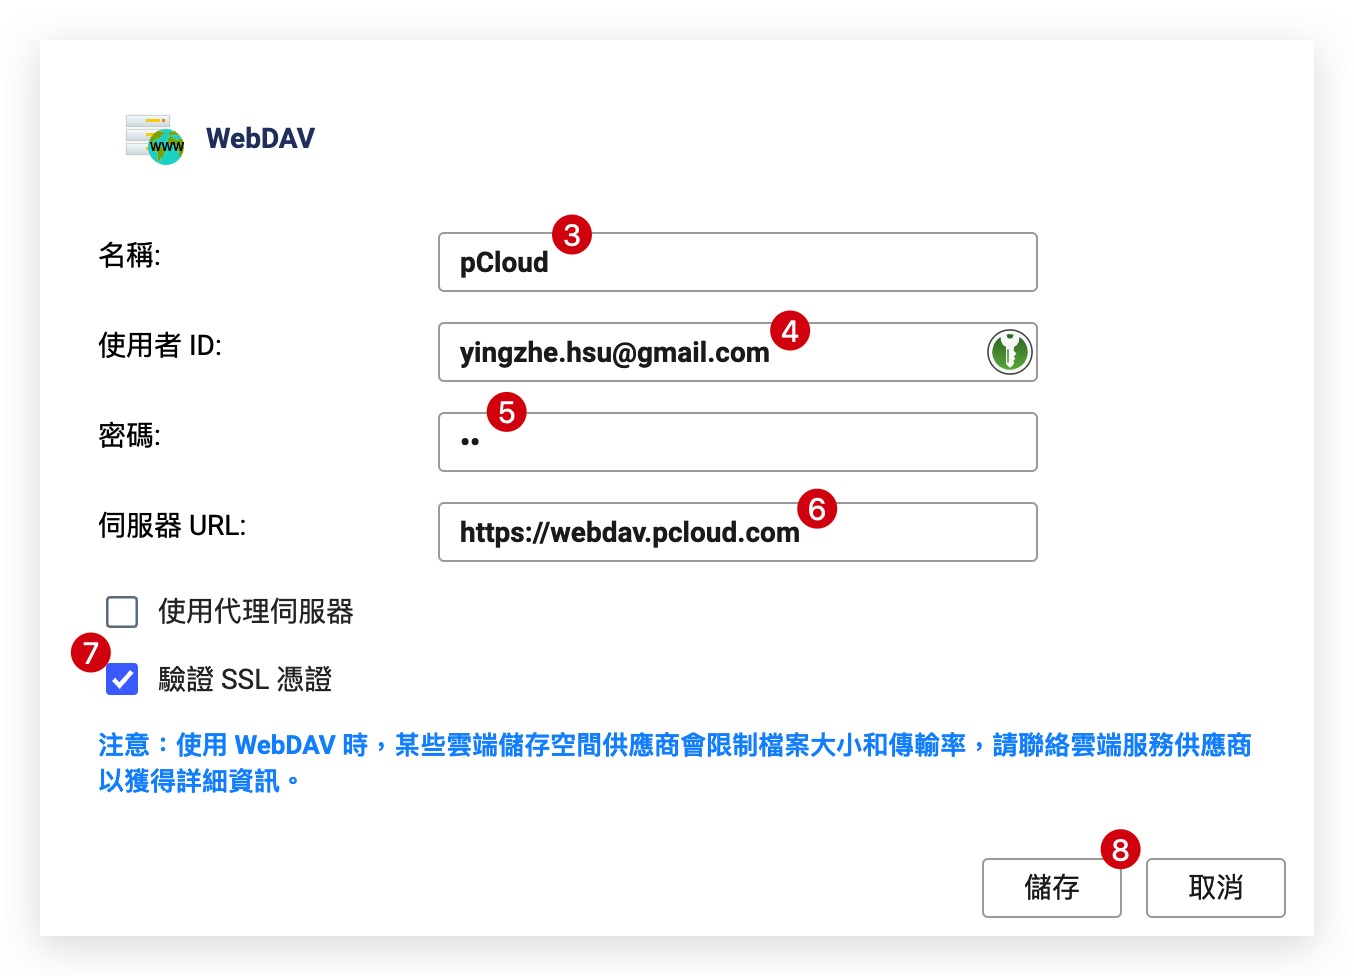 WWW
WebDAV
名稱:
pCloud
3
使用者 ID:
yingzhe.hsu@gmail.com
4
密碼:
••
5
伺服器 URL:
https://webdav.pcloud.com
6
使用代理伺服器
7
驗證 SSL 憑證
注意：使用 WebDAV 時，某些雲端儲存空間供應商會限制檔案大小和傳輸率，請聯絡雲端服務供應商
以獲得詳細資訊。
8
儲存
取消